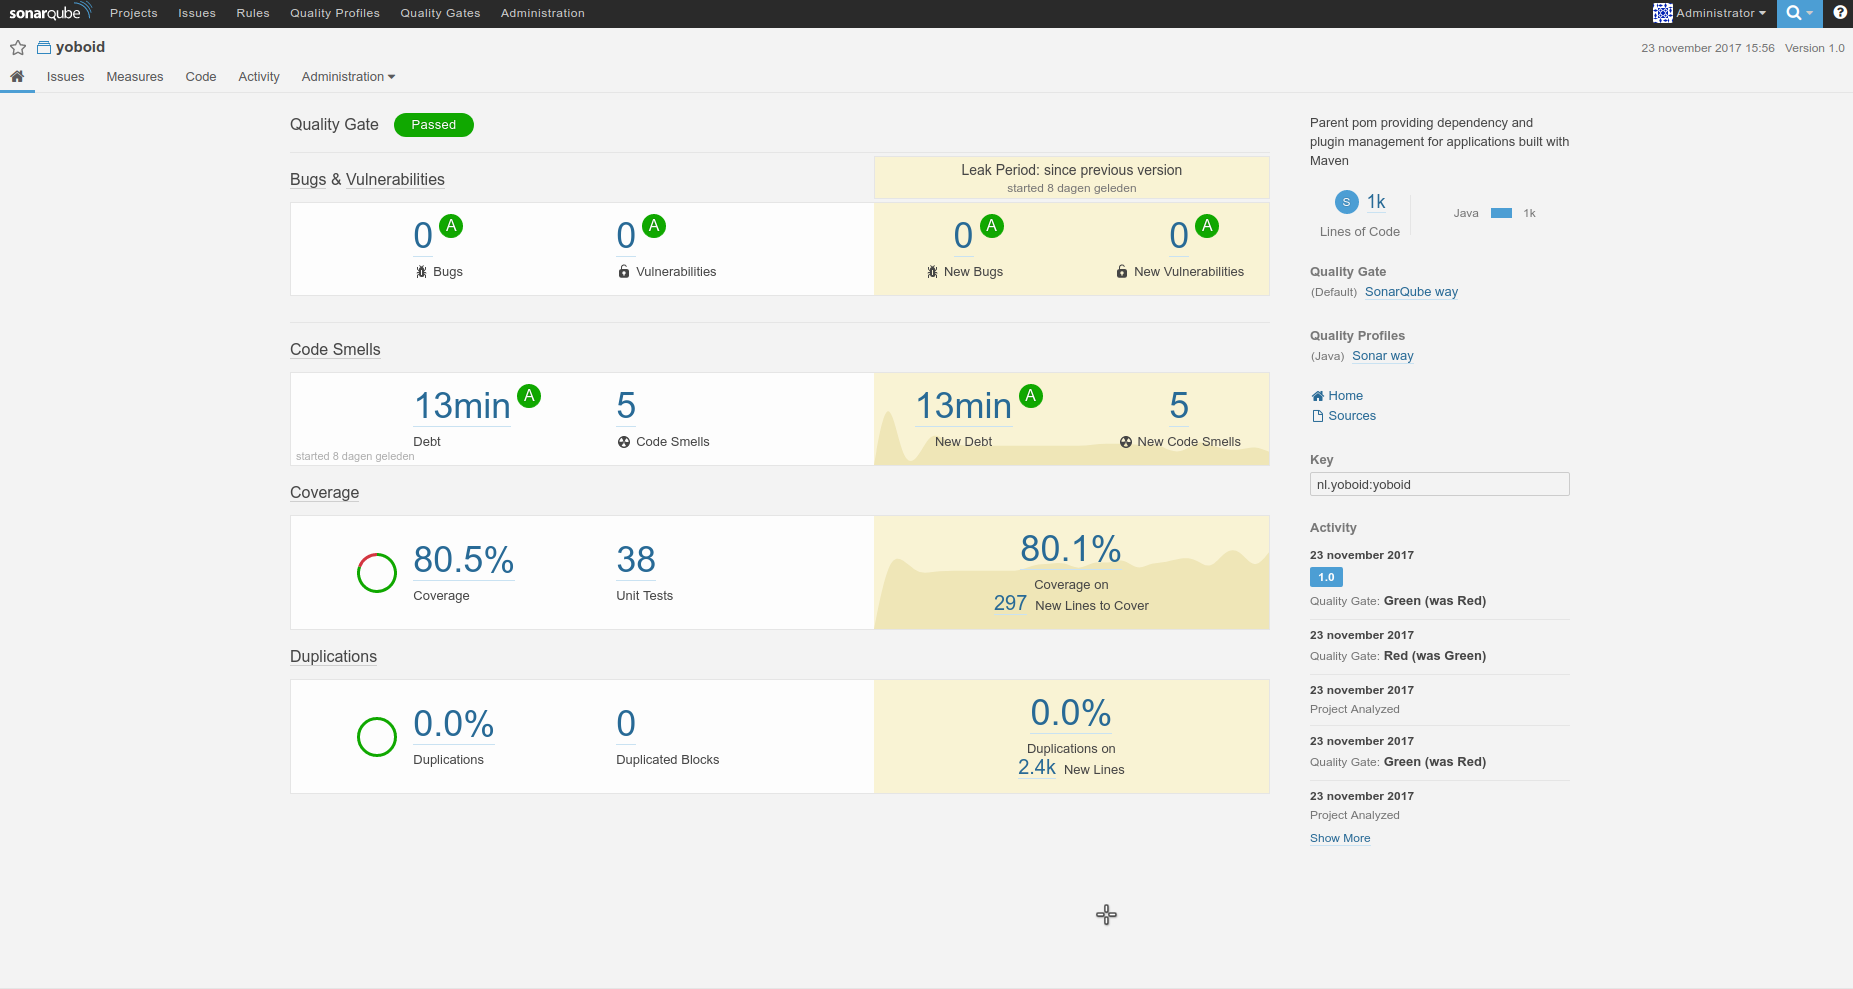 sonarqube Projects Issues Rules Quality Profiles Quality Gates Administration Administrator
yoboid 23 november 2017 15:56 Version 1.0
Issues Measures Code Activity Administration
Quality Gate Passed
Bugs & Vulnerabilities
Leak Period: since previous version
started 8 dagen geleden
0 A 0 A 0 A 0 A
Bugs Vulnerabilities New Bugs New Vulnerabilities
Code Smells
13min A 5 13min A 5
Debt Code Smells New Debt New Code Smells
started 8 dagen geleden
Coverage
80.5% 38 80.1%
Coverage Unit Tests Coverage on
297 New Lines to Cover
Duplications
0.0% 0 0.0%
Duplications Duplicated Blocks Duplications on
2.4k New Lines
Parent pom providing dependency and
plugin management for applications built with
Maven
S 1k Java 1k
Lines of Code
Quality Gate
(Default) SonarQube way
Quality Profiles
(Java) Sonar way
Home
Sources
Key
nl.yoboid:yoboid
Activity
23 november 2017
1.0
Quality Gate: Green (was Red)
23 november 2017
Quality Gate: Red (was Green)
23 november 2017
Project Analyzed
23 november 2017
Quality Gate: Green (was Red)
23 november 2017
Project Analyzed
Show More